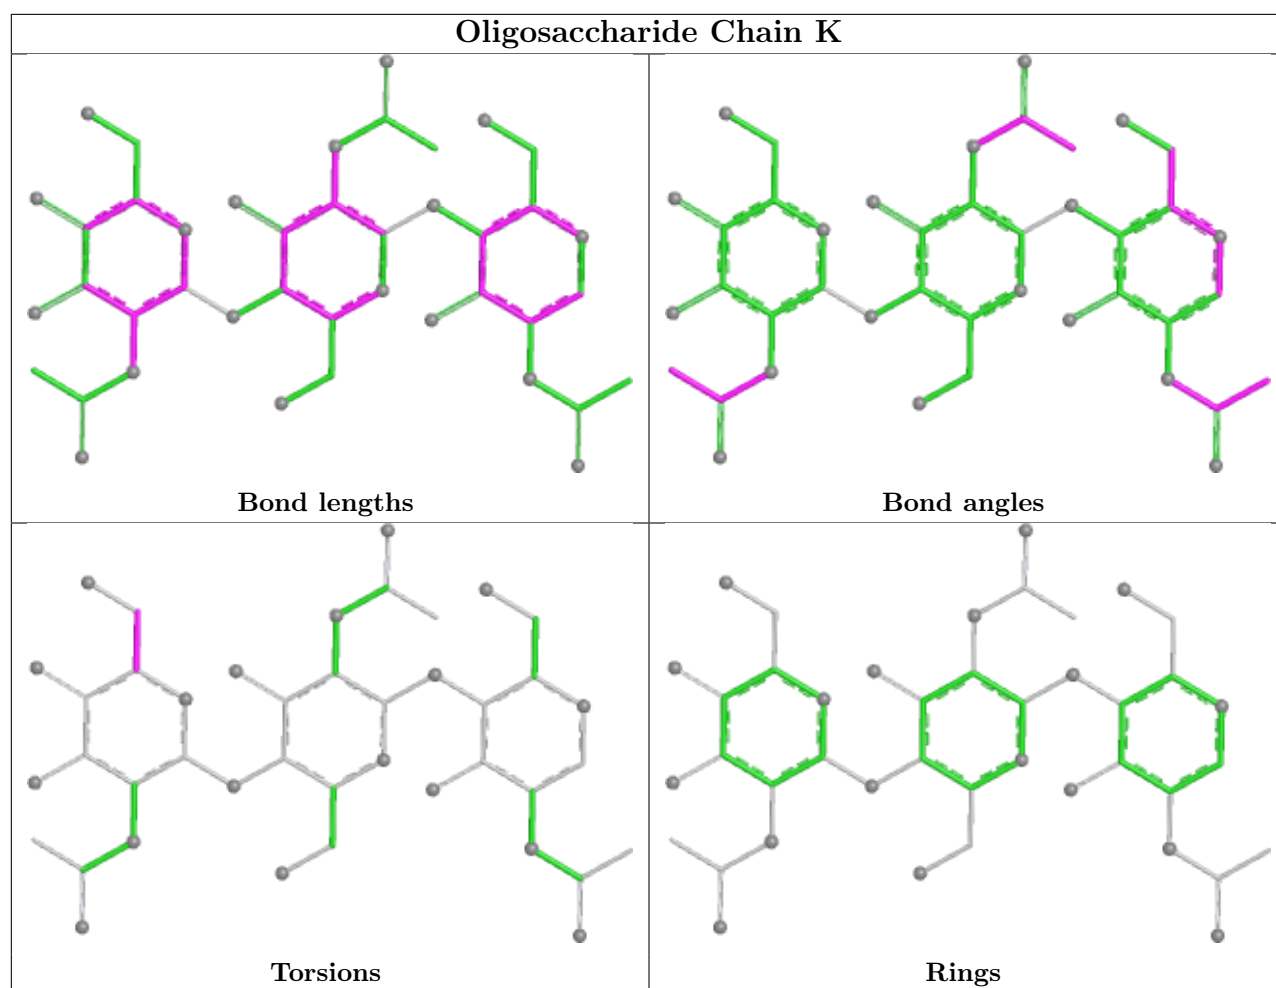 Oligosaccharide Chain K
Bond lengths
Bond angles
Torsions
Rings